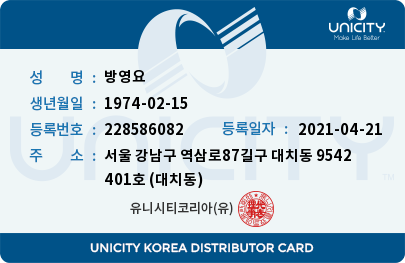 UNICITY
Make Life Better
성 명 : 방영요
생년월일 : 1974-02-15
등록번호 : 228586082 등록일자 : 2021-04-21
주 소 : 서울 강남구 역삼로87길구 대치동 9542
401호 (대치동)
UNICITY
TM
유니시티코리아(유)
UNICITY KOREA DISTRIBUTOR CARD